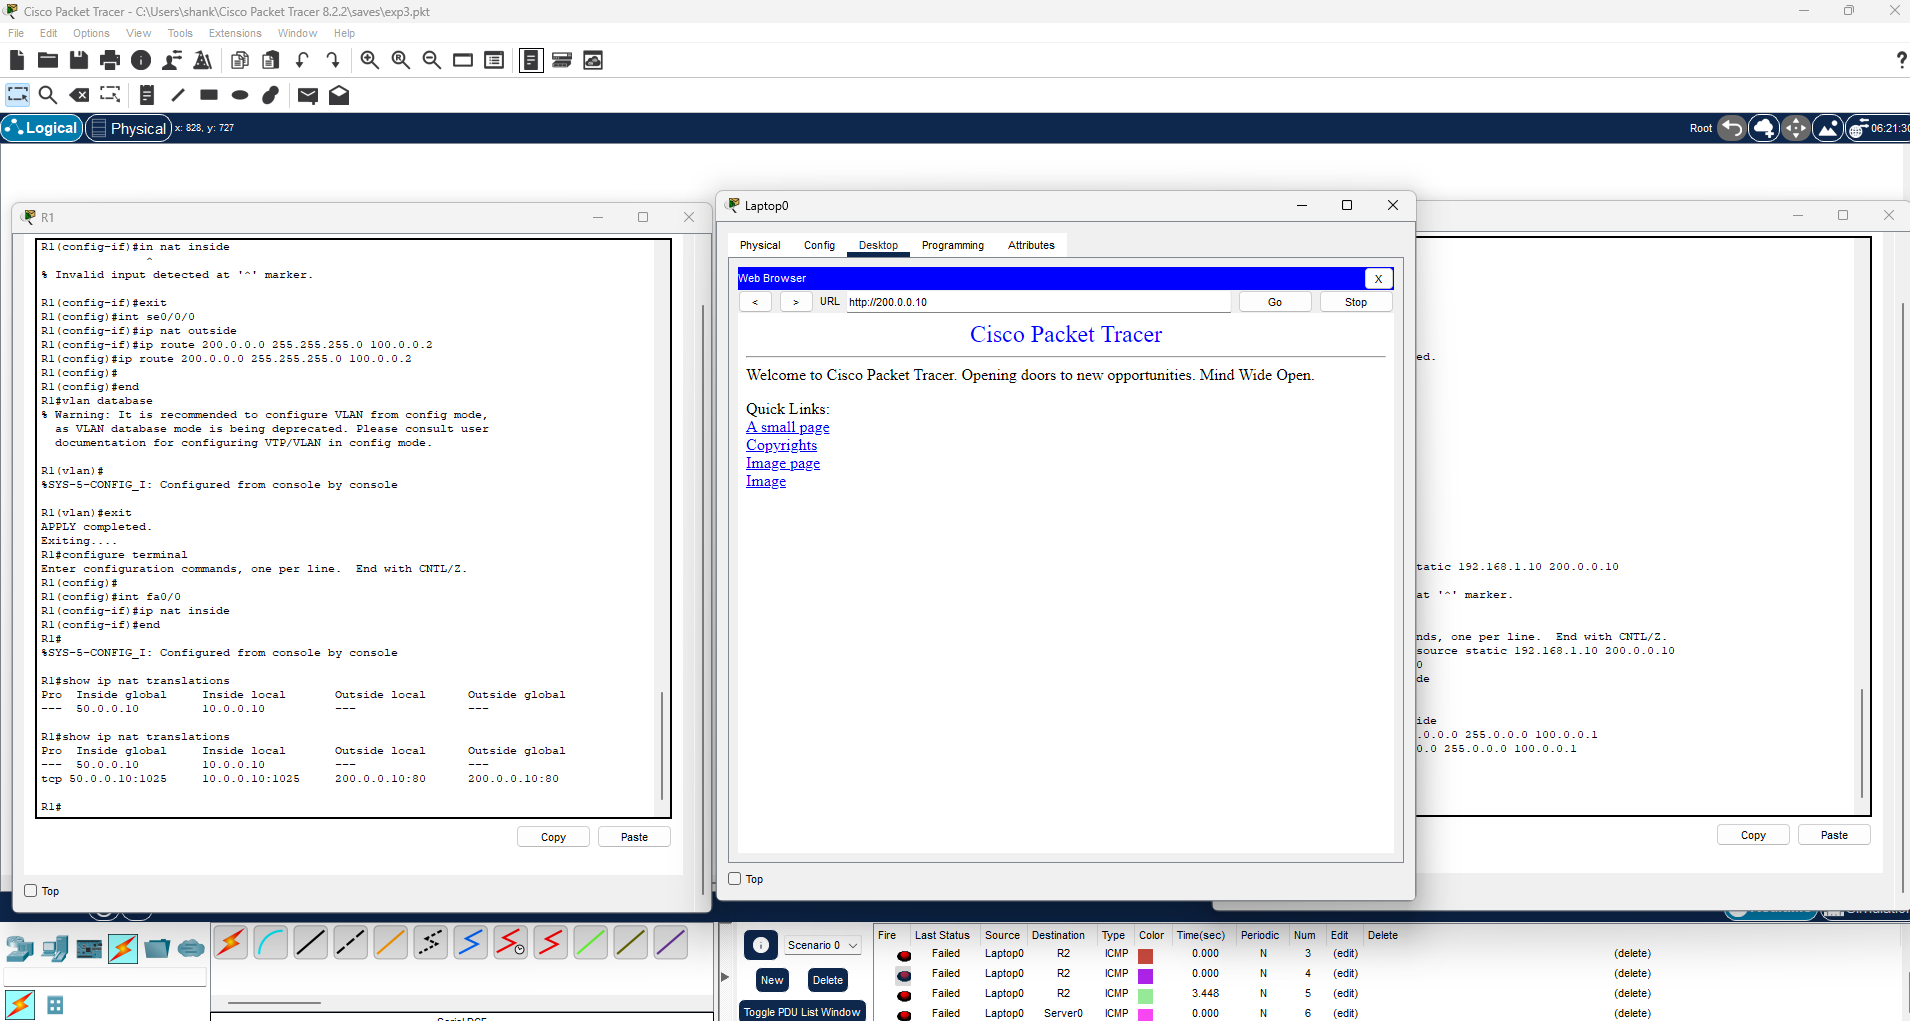 Cisco Packet Tracer - C:\Users\shank\Cisco Packet Tracer 8.2.2\saves\exp3.pkt
File Edit Options View Tools Extensions Window Help
?
Logical Physical x: 828, y: 727
Root 06:21:30
R1
R1(config-if)#in nat inside
^
% Invalid input detected at '^' marker.
R1(config-if)#exit
R1(config)#int se0/0/0
R1(config-if)#ip nat outside
R1(config-if)#ip route 200.0.0.0 255.255.255.0 100.0.0.2
R1(config)#ip route 200.0.0.0 255.255.255.0 100.0.0.2
R1(config)#
R1(config)#end
R1#vlan database
% Warning: It is recommended to configure VLAN from config mode,
as VLAN database mode is being deprecated. Please consult user
documentation for configuring VTP/VLAN in config mode.
R1(vlan)#
%SYS-5-CONFIG_I: Configured from console by console
R1(vlan)#exit
APPLY completed.
Exiting....
R1#configure terminal
Enter configuration commands, one per line.  End with CNTL/Z.
R1(config)#
R1(config)#int fa0/0
R1(config-if)#ip nat inside
R1(config-if)#end
R1#
%SYS-5-CONFIG_I: Configured from console by console
R1#show ip nat translations
Pro  Inside global     Inside local       Outside local      Outside global
---  50.0.0.10         10.0.0.10          ---                ---
R1#show ip nat translations
Pro  Inside global     Inside local       Outside local      Outside global
---  50.0.0.10         10.0.0.10          ---                ---
tcp 50.0.0.10:1025     10.0.0.10:1025     200.0.0.10:80      200.0.0.10:80
R1#
Copy Paste
Top
Laptop0
Physical Config Desktop Programming Attributes
Web Browser X
< > URL http://200.0.0.10 Go Stop
Cisco Packet Tracer
Welcome to Cisco Packet Tracer. Opening doors to new opportunities. Mind Wide Open.
Quick Links:
A small page
Copyrights
Image page
Image
Top
ed.
tatic 192.168.1.10 200.0.0.10
at '^' marker.
nds, one per line.  End with CNTL/Z.
source static 192.168.1.10 200.0.0.10
0
de
ide
.0.0.0 255.0.0.0 100.0.0.1
0.0 255.0.0.0 100.0.0.1
Copy Paste
Scenario 0
New Delete
Toggle PDU List Window
Fire Last Status Source Destination Type Color Time(sec) Periodic Num Edit Delete
Failed Laptop0 R2 ICMP 0.000 N 3 (edit) (delete)
Failed Laptop0 R2 ICMP 0.000 N 4 (edit) (delete)
Failed Laptop0 R2 ICMP 3.448 N 5 (edit) (delete)
Failed Laptop0 Server0 ICMP 0.000 N 6 (edit) (delete)